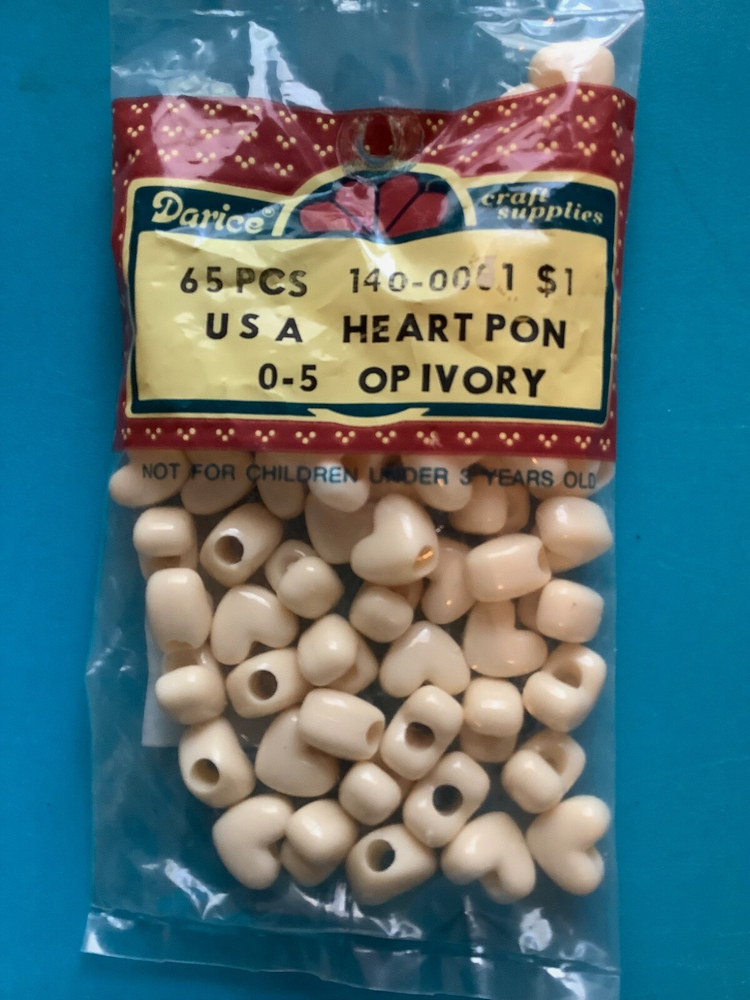 Darice®
craft
supplies
65 PCS $1
USA HEART PON
0-5 OP IVORY
NOT FOR CHILDREN UNDER 3 YEARS OLD